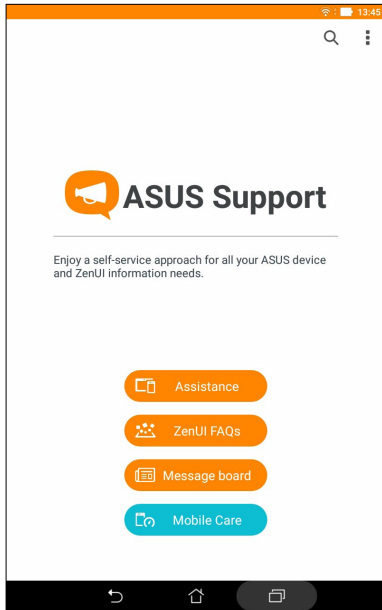 13:45
ASUS Support
Enjoy a self-service approach for all your ASUS device
and ZenUI information needs.
Assistance
ZenUI FAQs
Message board
Mobile Care